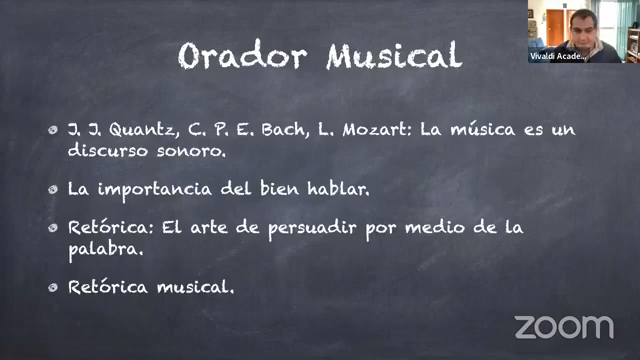 Orador Musical
Vivaldi Acade...
J. J. Quantz, C. P. E. Bach, L. Mozart: La música es un
discurso sonoro.
La importancia del bien hablar.
Retórica: El arte de persuadir por medio de la
palabra.
Retórica musical.
zoom